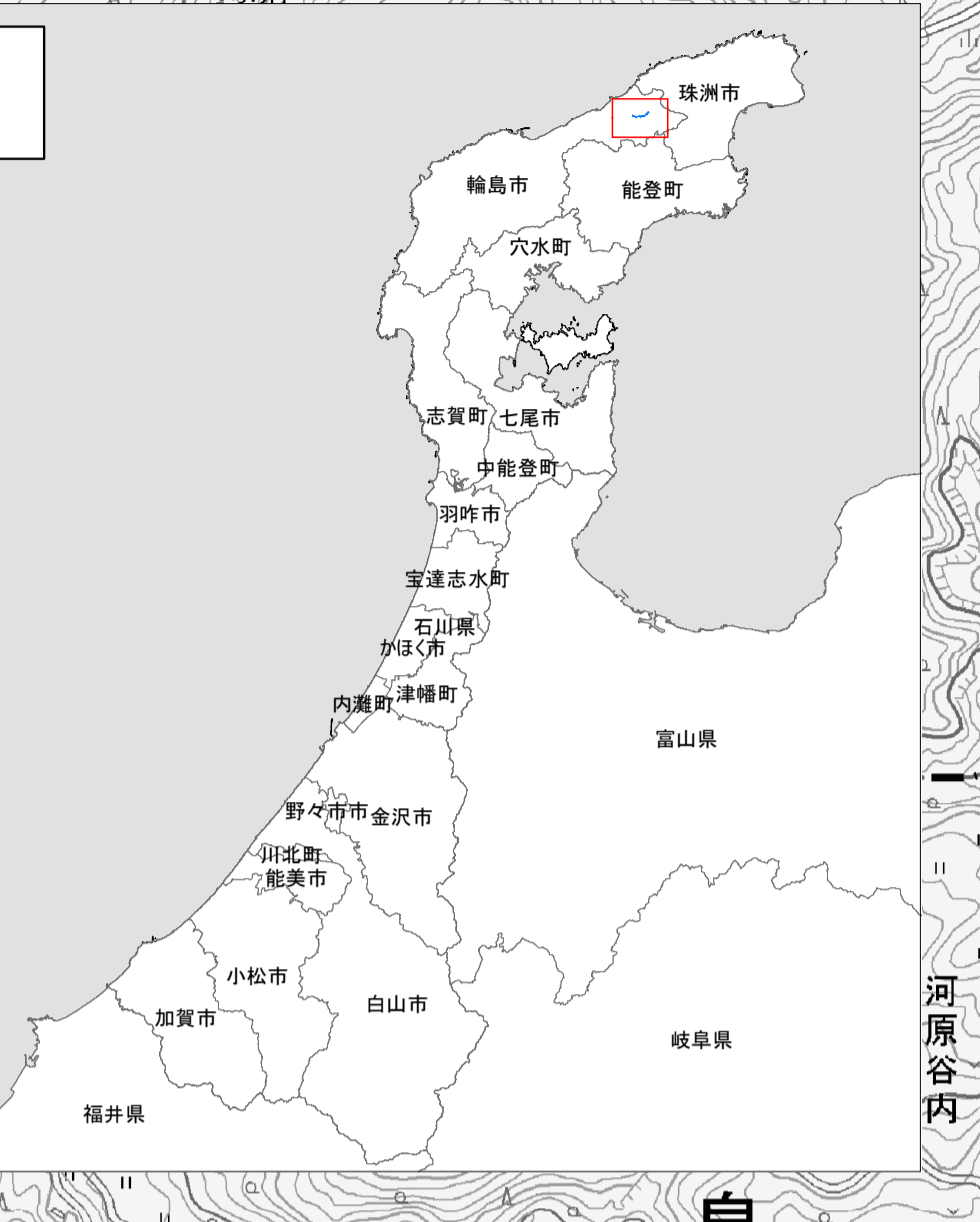 珠洲市
輪島市
能登町
穴水町
志賀町
七尾市
中能登町
羽咋市
宝達志水町
石川県
かほく市
津幡町
内灘町
富山県
野々市市
金沢市
川北町
能美市
小松市
白山市
加賀市
岐阜県
福井県
河原谷内